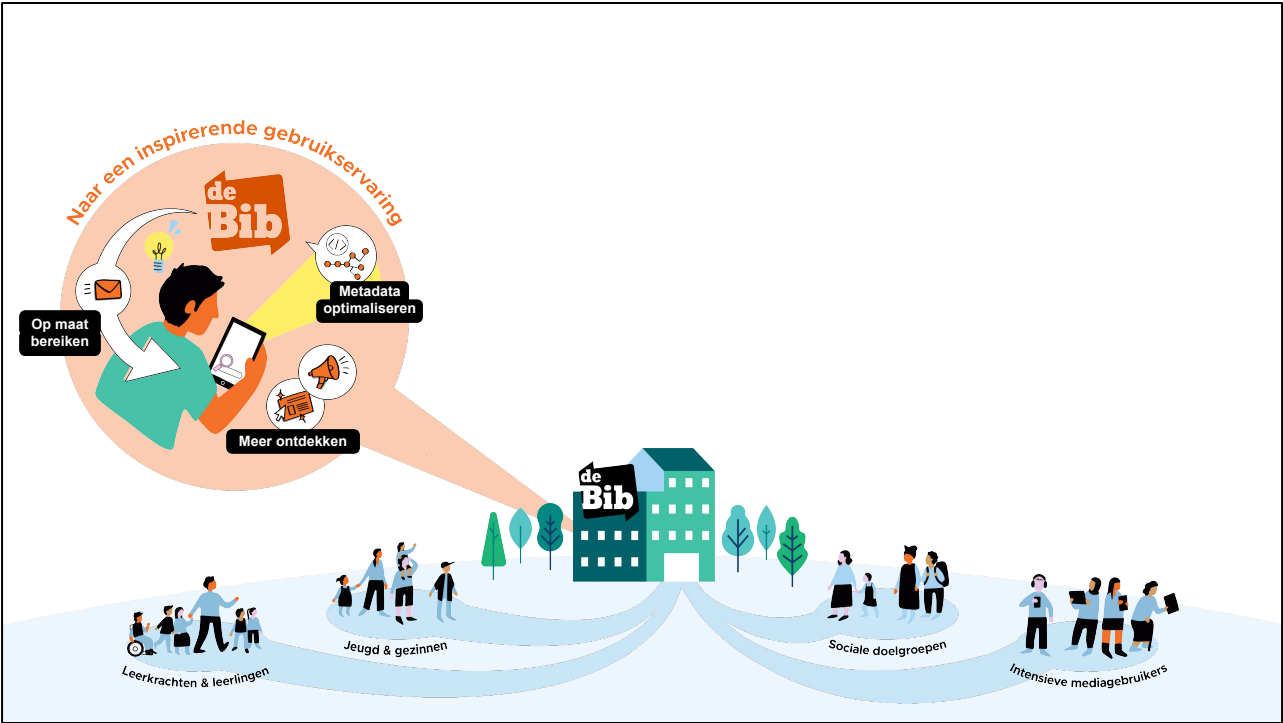 Naar een inspirerende gebruikservaring
de
Bib
</>
Metadata
optimaliseren
Op maat
bereiken
Meer ontdekken
de
Bib
Jeugd & gezinnen
Leerkrachten & leerlingen
Sociale doelgroepen
Intensieve mediagebruikers